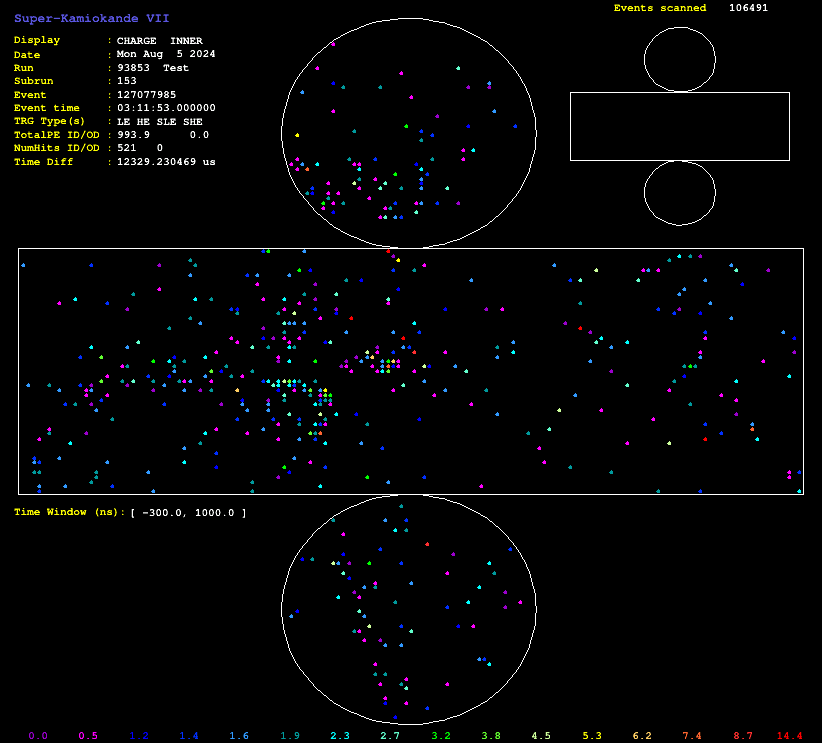 Super-Kamiokande VII
Events scanned 106491
Display : CHARGE INNER
Date : Mon Aug 5 2024
Run : 93853 Test
Subrun : 153
Event : 127077985
Event time : 03:11:53.000000
TRG Type(s) : LE HE SLE SHE
TotalPE ID/OD : 993.9 0.0
NumHits ID/OD : 521 0
Time Diff : 12329.230469 us
Time Window (ns): [ -300.0, 1000.0 ]
0.0 0.5 1.2 1.4 1.6 1.9 2.3 2.7 3.2 3.8 4.5 5.3 6.2 7.4 8.7 14.4